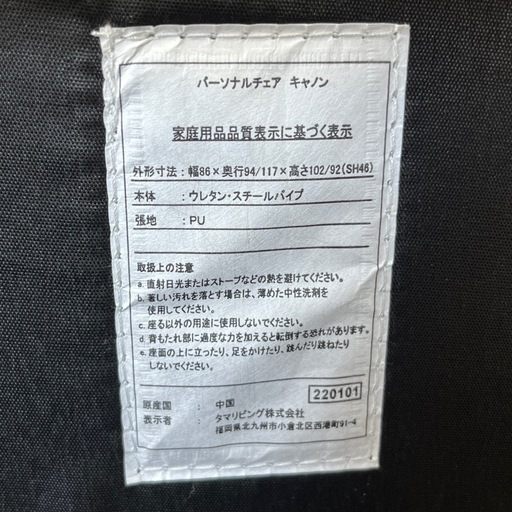 パーソナルチェア キャノン
家庭用品品質表示に基づく表示
外形寸法：幅86×奥行94/117×高さ102/92(SH46)
本体 ：ウレタン・スチールパイプ
張地 ：PU
取扱上の注意
a. 直射日光またはストーブなどの熱を避けてください。
b. 著しい汚れを落とす場合は、薄めた中性洗剤を
使用してください。
c. 座る以外の用途に使用しないでください。
d. 背もたれ部に過度な力を加えると転倒する恐れがあります。
e. 座面の上に立ったり、足をかけたり、跳んだり跳ねたり
しないでください。
220101
原産国 ： 中国
表示者 ： タマリビング株式会社
福岡県北九州市小倉北区西港町91-4